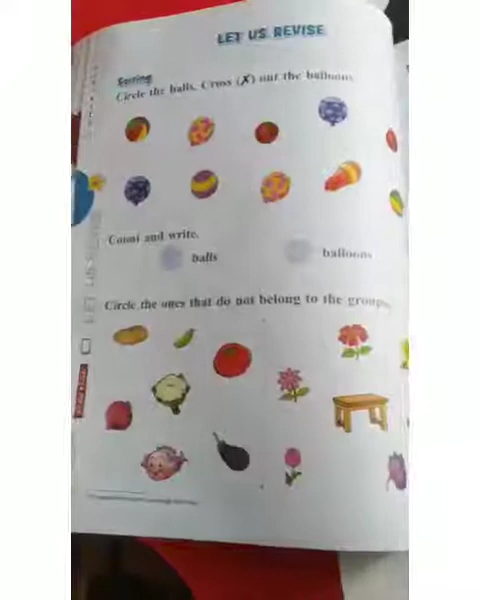 LET US REVISE
Sorting
Circle the balls. Cross (✗) out the balloons
Count and write.
balls
balloons
Circle the ones that do not belong to the groups.